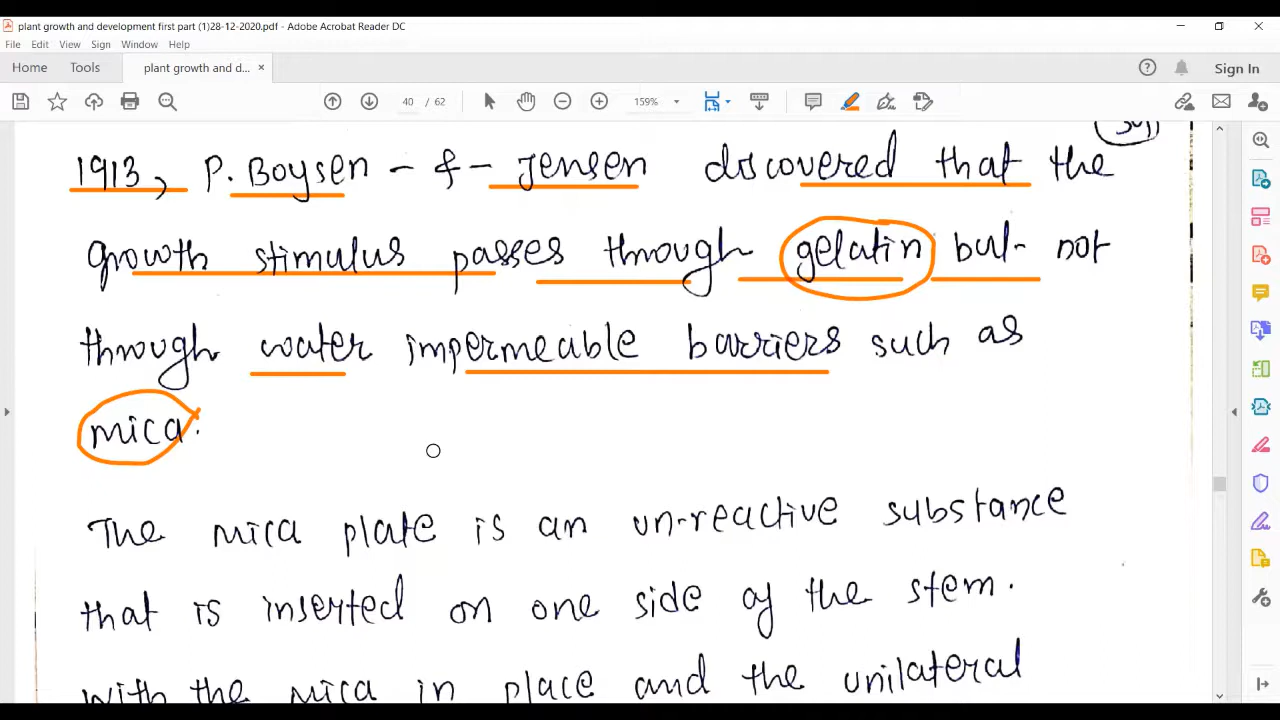 plant growth and development first part (1)28-12-2020.pdf - Adobe Acrobat Reader DC
File Edit View Sign Window Help
Home Tools plant growth and d... ×
40 / 62 159%
Sign In
1913, P. Boysen - & - Jensen discovered that the
growth stimulus passes through gelatin but not
through water impermeable barriers such as
mica.
The mica plate is an un-reactive substance
that is inserted on one side of the stem.
with the mica in place and the unilateral